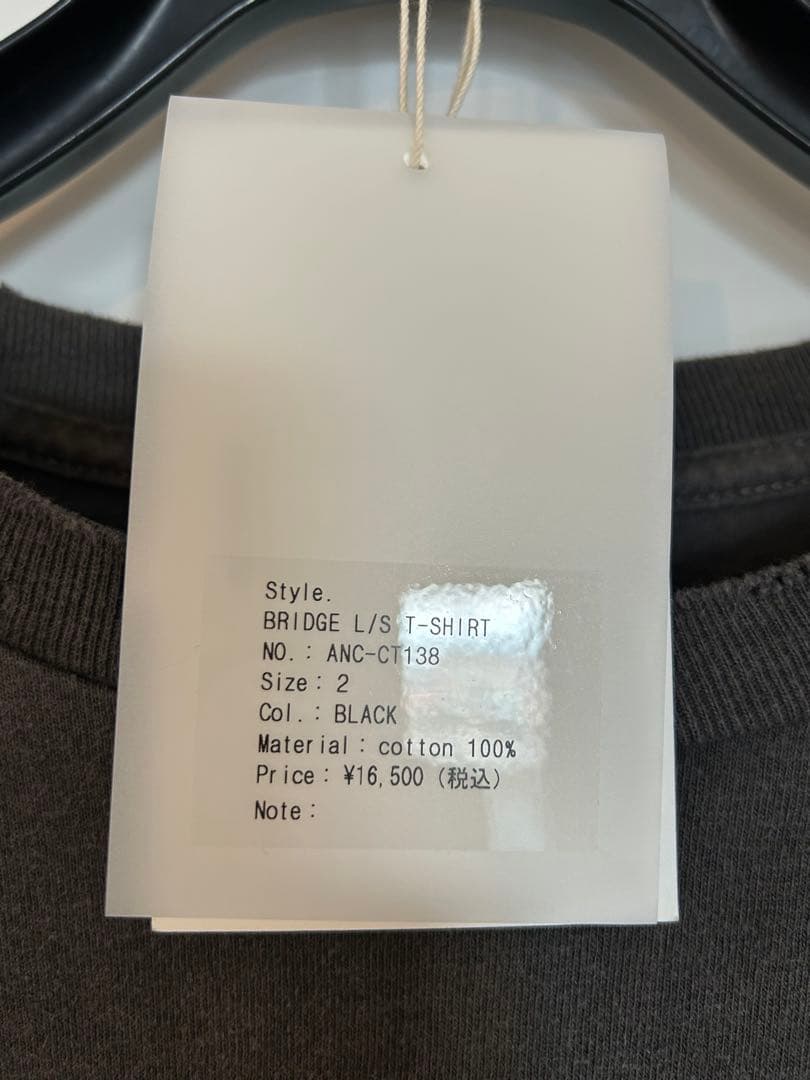 Style.
BRIDGE L/S T-SHIRT
NO.: ANC-CT138
Size: 2
Col.: BLACK
Material: cotton 100%
Price: ¥16,500 (税込)
Note: